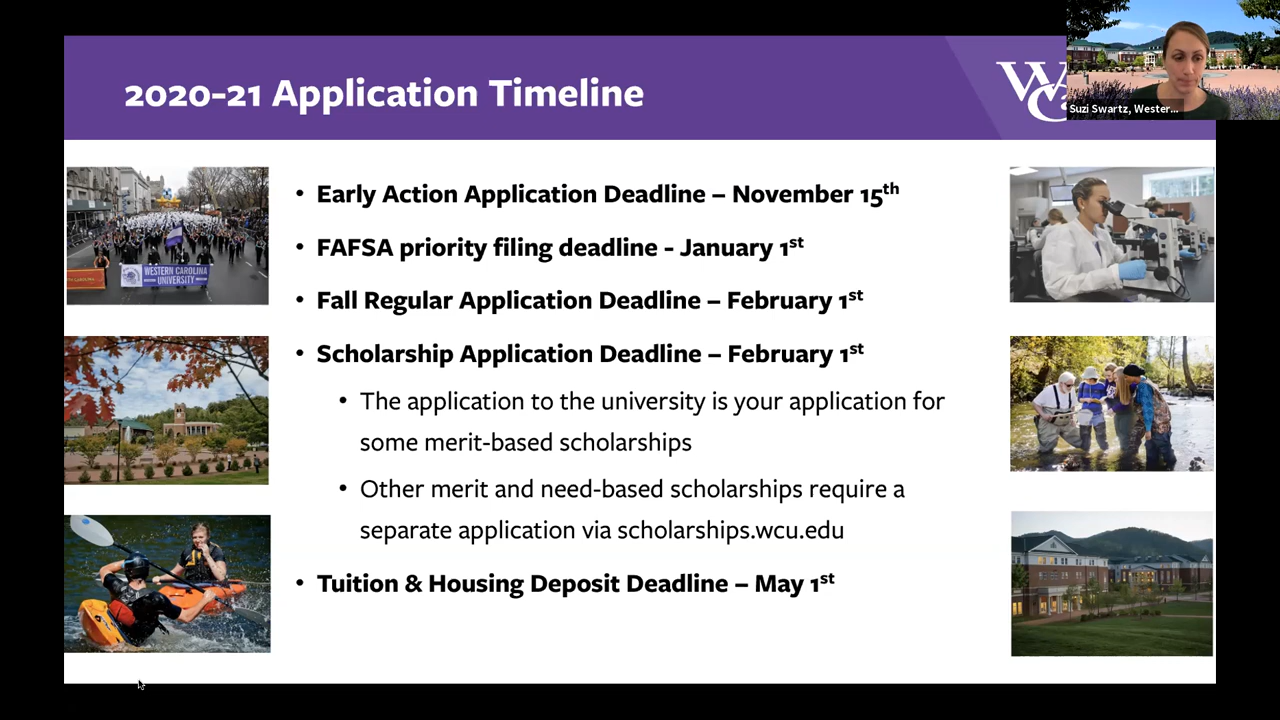 2020-21 Application Timeline
WC
Suzi Swartz, Wester...
WESTERN CAROLINA
UNIVERSITY
• Early Action Application Deadline – November 15th
• FAFSA priority filing deadline - January 1st
• Fall Regular Application Deadline – February 1st
• Scholarship Application Deadline – February 1st
• The application to the university is your application for
some merit-based scholarships
• Other merit and need-based scholarships require a
separate application via scholarships.wcu.edu
• Tuition & Housing Deposit Deadline – May 1st